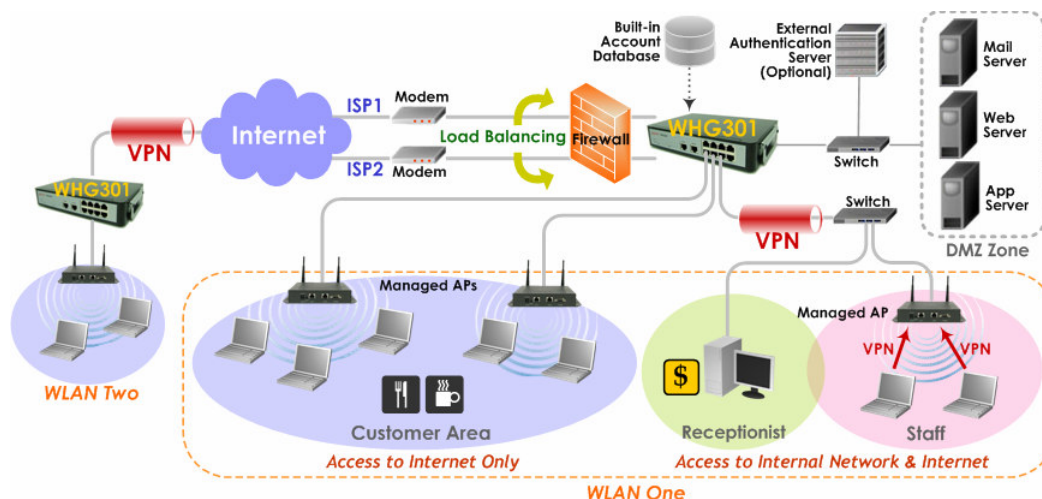 Built-in
Account
Database
External
Authentication
Server
(Optional)
Mail
Server
ISP1
Modem
Internet
VPN
Load Balancing
Firewall
WHG301
Web
Server
ISP2
Modem
Switch
WHG301
Switch
App
Server
VPN
DMZ Zone
Managed APs
Managed AP
VPN
VPN
WLAN Two
$
Customer Area
Receptionist
Staff
Access to Internet Only
Access to Internal Network & Internet
WLAN One